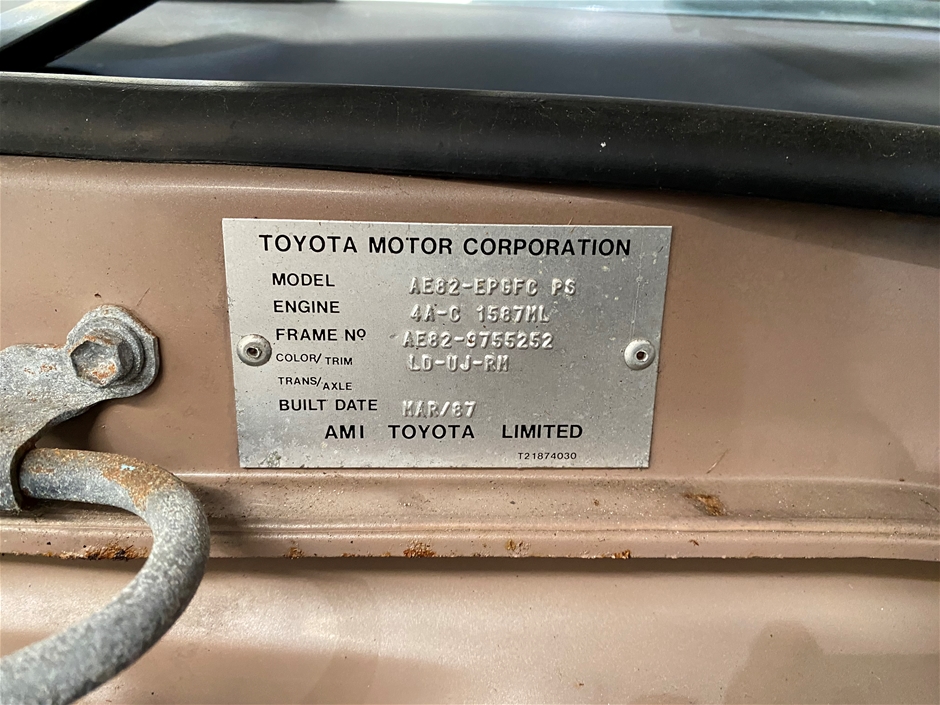 TOYOTA MOTOR CORPORATION
MODEL AE82-EPGFC PS
ENGINE 4A-C 1587ML
FRAME Nº AE82-9755252
COLOR/TRIM LD-UJ-RM
TRANS/AXLE
BUILT DATE MAR/87
AMI TOYOTA LIMITED
T21874030